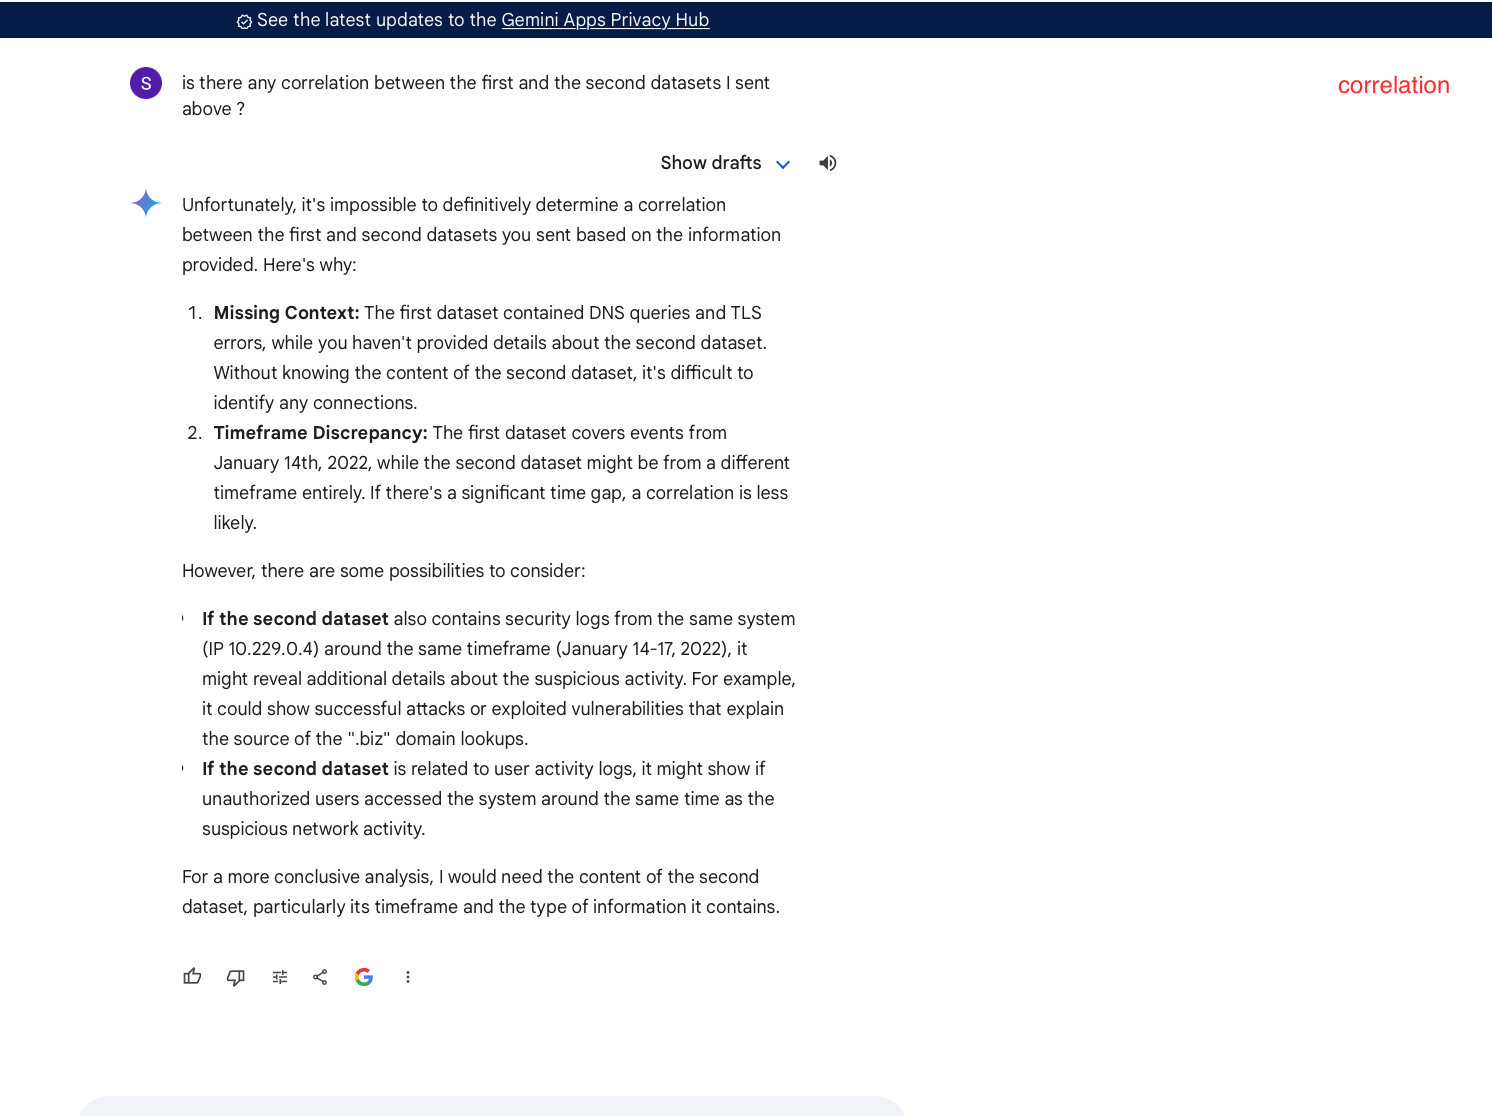 See the latest updates to the Gemini Apps Privacy Hub
S
is there any correlation between the first and the second datasets I sent
above ?
correlation
Show drafts
Unfortunately, it's impossible to definitively determine a correlation
between the first and second datasets you sent based on the information
provided. Here's why:
1. Missing Context: The first dataset contained DNS queries and TLS
errors, while you haven't provided details about the second dataset.
Without knowing the content of the second dataset, it's difficult to
identify any connections.
2. Timeframe Discrepancy: The first dataset covers events from
January 14th, 2022, while the second dataset might be from a different
timeframe entirely. If there's a significant time gap, a correlation is less
likely.
However, there are some possibilities to consider:
If the second dataset also contains security logs from the same system
(IP 10.229.0.4) around the same timeframe (January 14-17, 2022), it
might reveal additional details about the suspicious activity. For example,
it could show successful attacks or exploited vulnerabilities that explain
the source of the ".biz" domain lookups.
If the second dataset is related to user activity logs, it might show if
unauthorized users accessed the system around the same time as the
suspicious network activity.
For a more conclusive analysis, I would need the content of the second
dataset, particularly its timeframe and the type of information it contains.